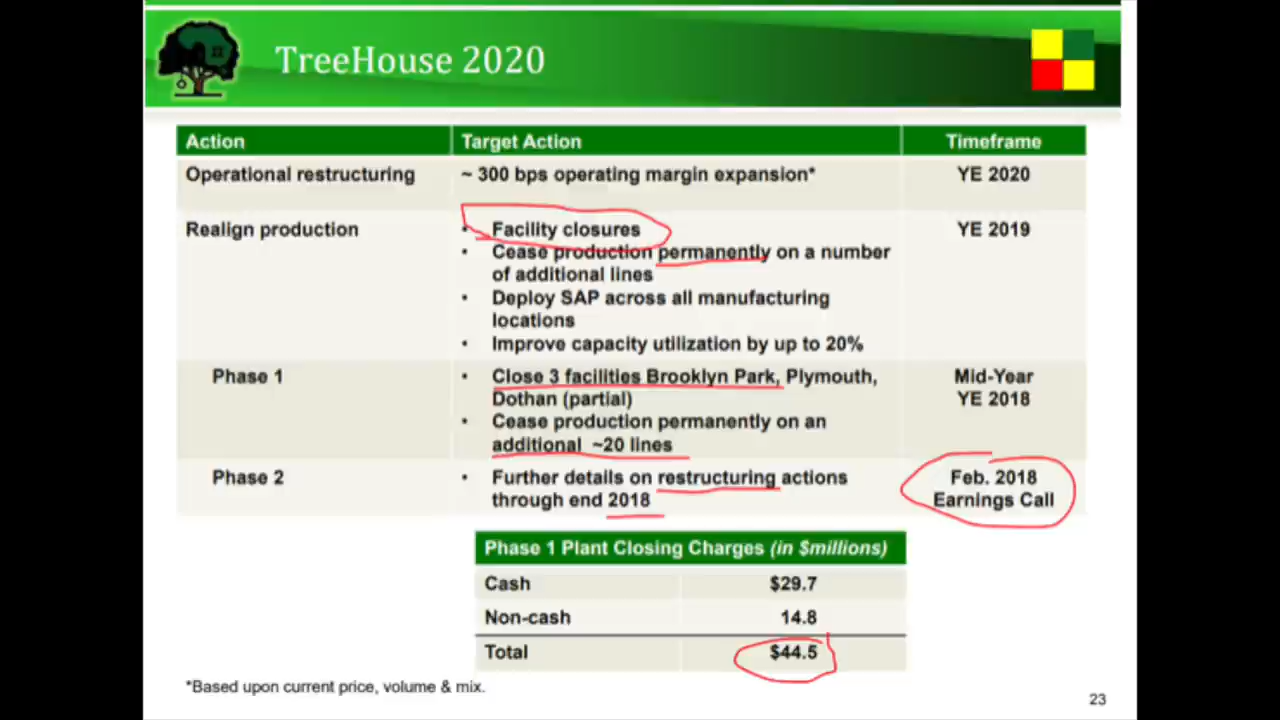 TreeHouse 2020
Action Target Action Timeframe
Operational restructuring ~ 300 bps operating margin expansion* YE 2020
Realign production • Facility closures YE 2019
• Cease production permanently on a number
of additional lines
• Deploy SAP across all manufacturing
locations
• Improve capacity utilization by up to 20%
Phase 1 • Close 3 facilities Brooklyn Park, Plymouth, Mid-Year
Dothan (partial) YE 2018
• Cease production permanently on an
additional ~20 lines
Phase 2 • Further details on restructuring actions Feb. 2018
through end 2018 Earnings Call
Phase 1 Plant Closing Charges (in $millions)
Cash $29.7
Non-cash 14.8
Total $44.5
*Based upon current price, volume & mix.
23